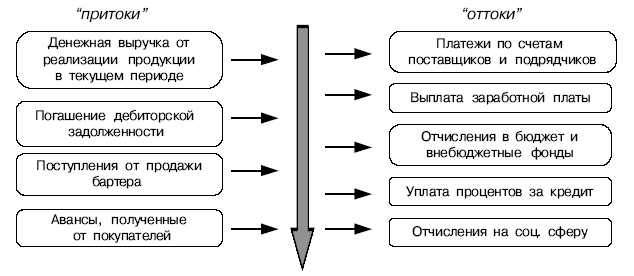 “притоки”
Денежная выручка от
реализации продукции
в текущем периоде
Погашение дебиторской
задолженности
Поступления от продажи
бартера
Авансы, полученные
от покупателей
“оттоки”
Платежи по счетам
поставщиков и подрядчиков
Выплата заработной платы
Отчисления в бюджет и
внебюджетные фонды
Уплата процентов за кредит
Отчисления на соц. сферу